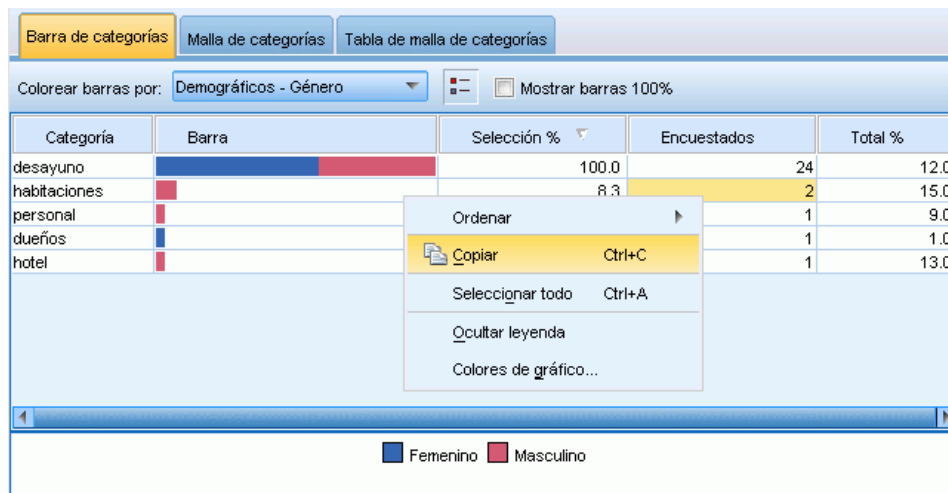 Barra de categorías Malla de categorías Tabla de malla de categorías
Colorear barras por: Demográficos - Género Mostrar barras 100%
Categoría Barra Selección % Encuestados Total %
desayuno 100.0 24 12.0
habitaciones 8.3 2 15.0
personal 1 9.0
dueños 1 1.0
hotel 1 13.0
Ordenar
Copiar Ctrl+C
Seleccionar todo Ctrl+A
Ocultar leyenda
Colores de gráfico...
Femenino Masculino